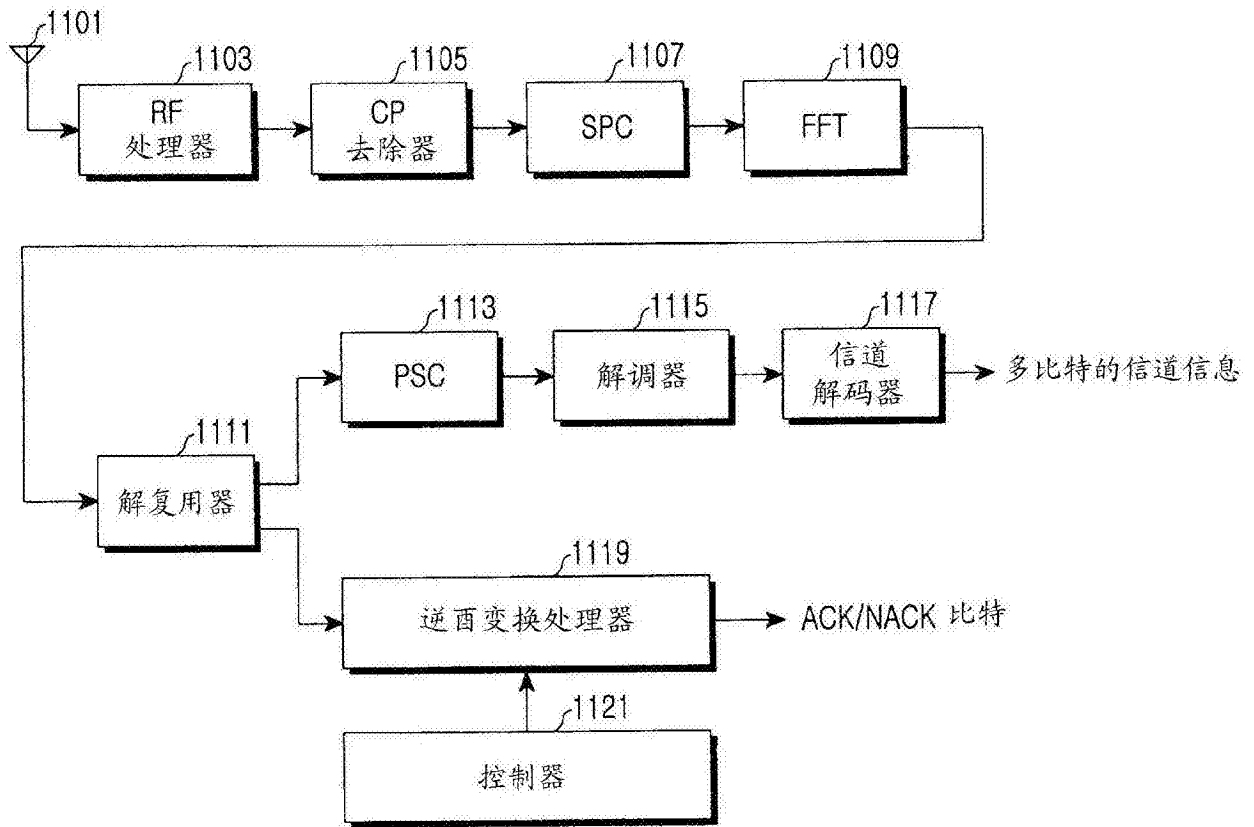 1101
1103
RF
处理器
1105
CP
去除器
1107
SPC
1109
FFT
1113
PSC
1115
解调器
1117
信道
解码器
多比特的信道信息
1111
解复用器
1119
逆酉变换处理器
ACK/NACK 比特
1121
控制器